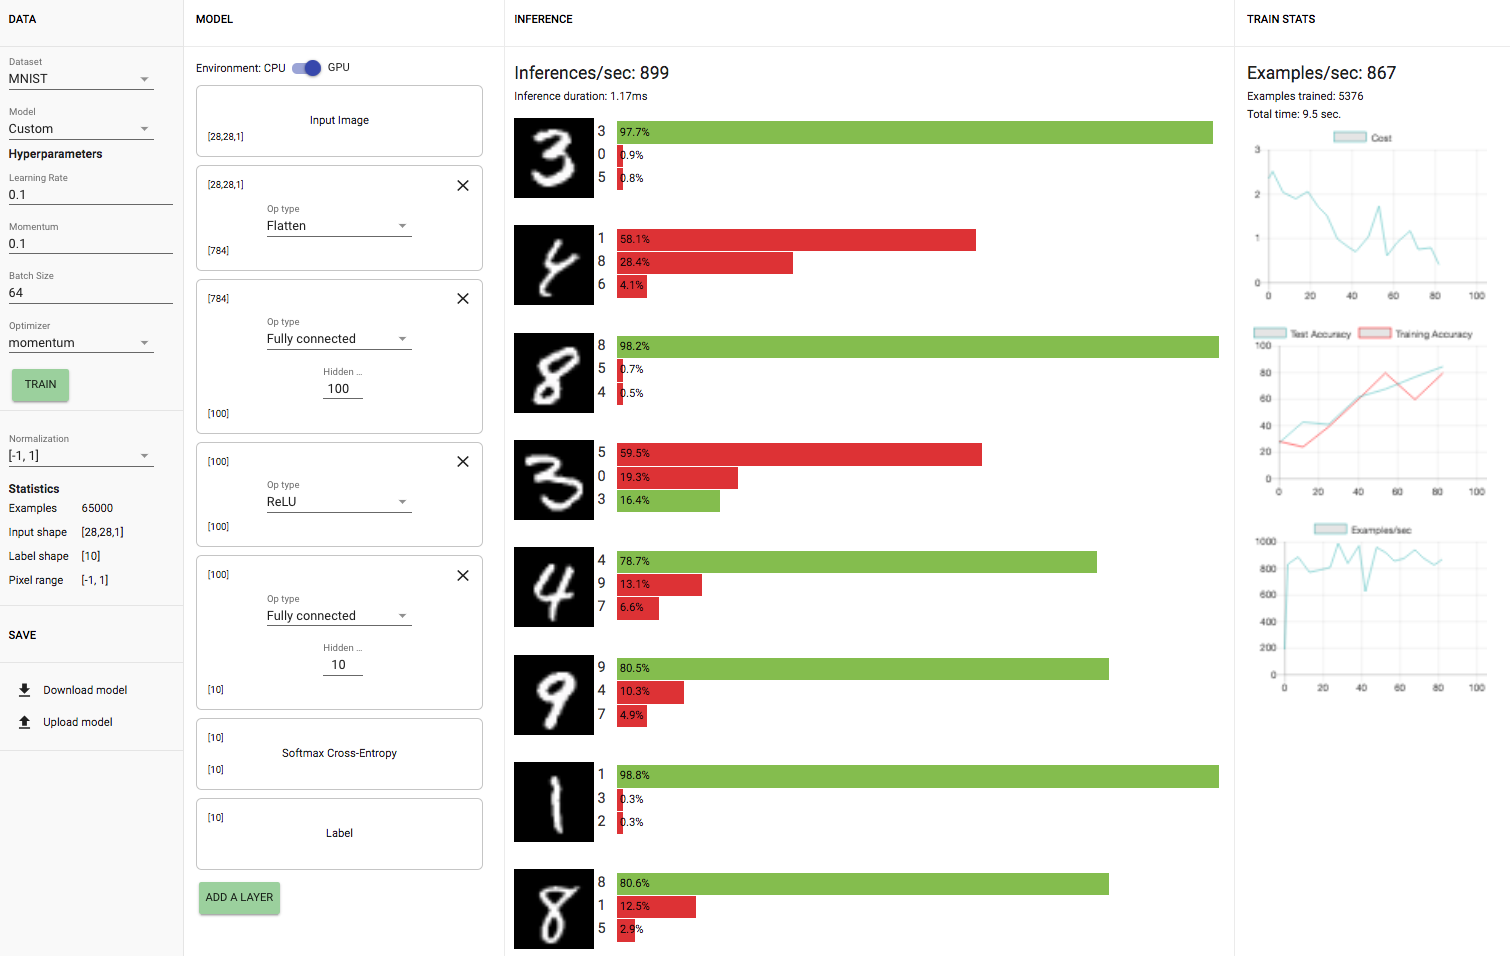 DATA
Dataset
MNIST
Model
Custom
Hyperparameters
Learning Rate
0.1
Momentum
0.1
Batch Size
64
Optimizer
momentum
TRAIN
Normalization
[-1, 1]
Statistics
Examples 65000
Input shape [28,28,1]
Label shape [10]
Pixel range [-1, 1]
SAVE
Download model
Upload model
MODEL
Environment: CPU GPU
Input Image
[28,28,1]
[28,28,1]
Op type
Flatten
[784]
[784]
Op type
Fully connected
Hidden ...
100
[100]
[100]
Op type
ReLU
[100]
[100]
Op type
Fully connected
Hidden ...
10
[10]
[10]
Softmax Cross-Entropy
[10]
[10]
Label
ADD A LAYER
INFERENCE
Inferences/sec: 899
Inference duration: 1.17ms
3
3 97.7%
0 0.9%
5 0.8%
4
1 58.1%
8 28.4%
6 4.1%
8
8 98.2%
5 0.7%
4 0.5%
3
5 59.5%
0 19.3%
3 16.4%
4
4 78.7%
9 13.1%
7 6.6%
9
9 80.5%
4 10.3%
7 4.9%
1
1 98.8%
3 0.3%
2 0.3%
8
8 80.6%
1 12.5%
5 2.9%
TRAIN STATS
Examples/sec: 867
Examples trained: 5376
Total time: 9.5 sec.
Cost
3
2
1
0
0 20 40 60 80 100
Test Accuracy Training Accuracy
100
80
60
40
20
0
0 20 40 60 80 100
Examples/sec
1000
800
600
400
200
0
0 20 40 60 80 100